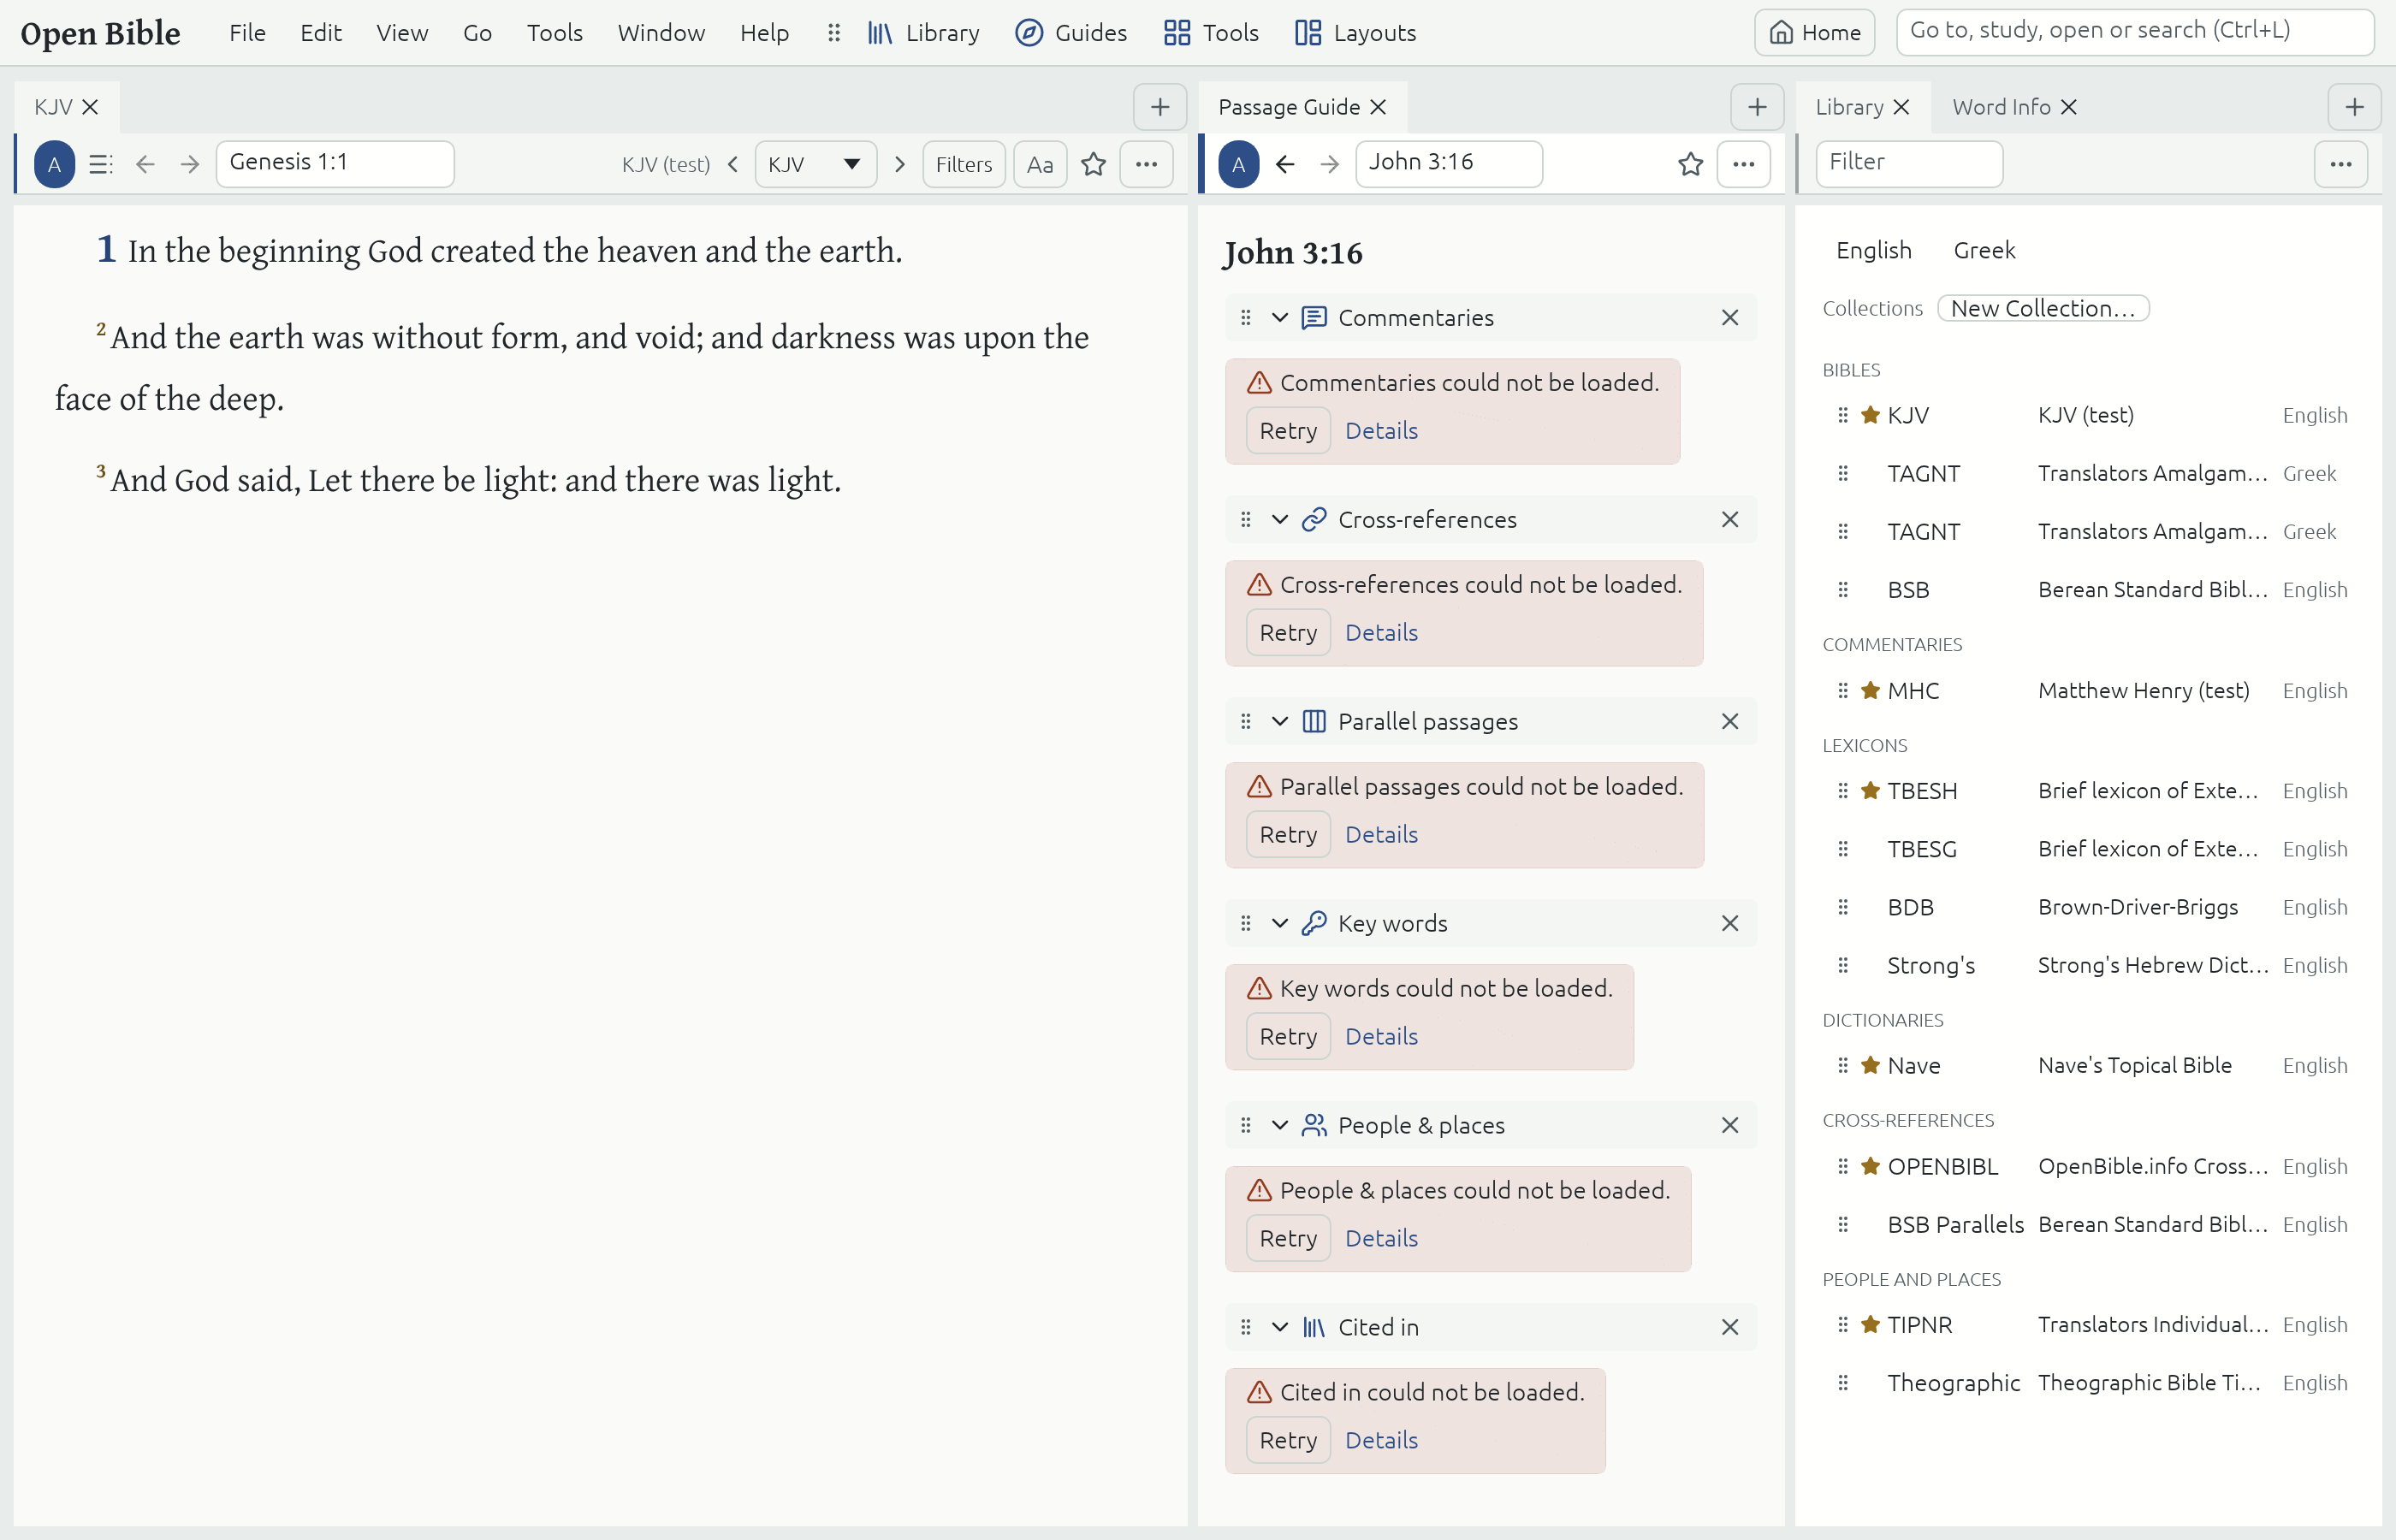 Open Bible File Edit View Go Tools Window Help Library Guides Tools Layouts Home Go to, study, open or search (Ctrl+L)
KJV
A Genesis 1:1 KJV (test) KJV Filters Aa
1 In the beginning God created the heaven and the earth.
2 And the earth was without form, and void; and darkness was upon the
face of the deep.
3 And God said, Let there be light: and there was light.
Passage Guide
A John 3:16
John 3:16
Commentaries
Commentaries could not be loaded.
Retry Details
Cross-references
Cross-references could not be loaded.
Retry Details
Parallel passages
Parallel passages could not be loaded.
Retry Details
Key words
Key words could not be loaded.
Retry Details
People & places
People & places could not be loaded.
Retry Details
Cited in
Cited in could not be loaded.
Retry Details
Library Word Info
Filter
English Greek
Collections New Collection...
BIBLES
KJV KJV (test) English
TAGNT Translators Amalgam... Greek
TAGNT Translators Amalgam... Greek
BSB Berean Standard Bibl... English
COMMENTARIES
MHC Matthew Henry (test) English
LEXICONS
TBESH Brief lexicon of Exte... English
TBESG Brief lexicon of Exte... English
BDB Brown-Driver-Briggs English
Strong's Strong's Hebrew Dict... English
DICTIONARIES
Nave Nave's Topical Bible English
CROSS-REFERENCES
OPENBIBL OpenBible.info Cross... English
BSB Parallels Berean Standard Bibl... English
PEOPLE AND PLACES
TIPNR Translators Individual... English
Theographic Theographic Bible Ti... English